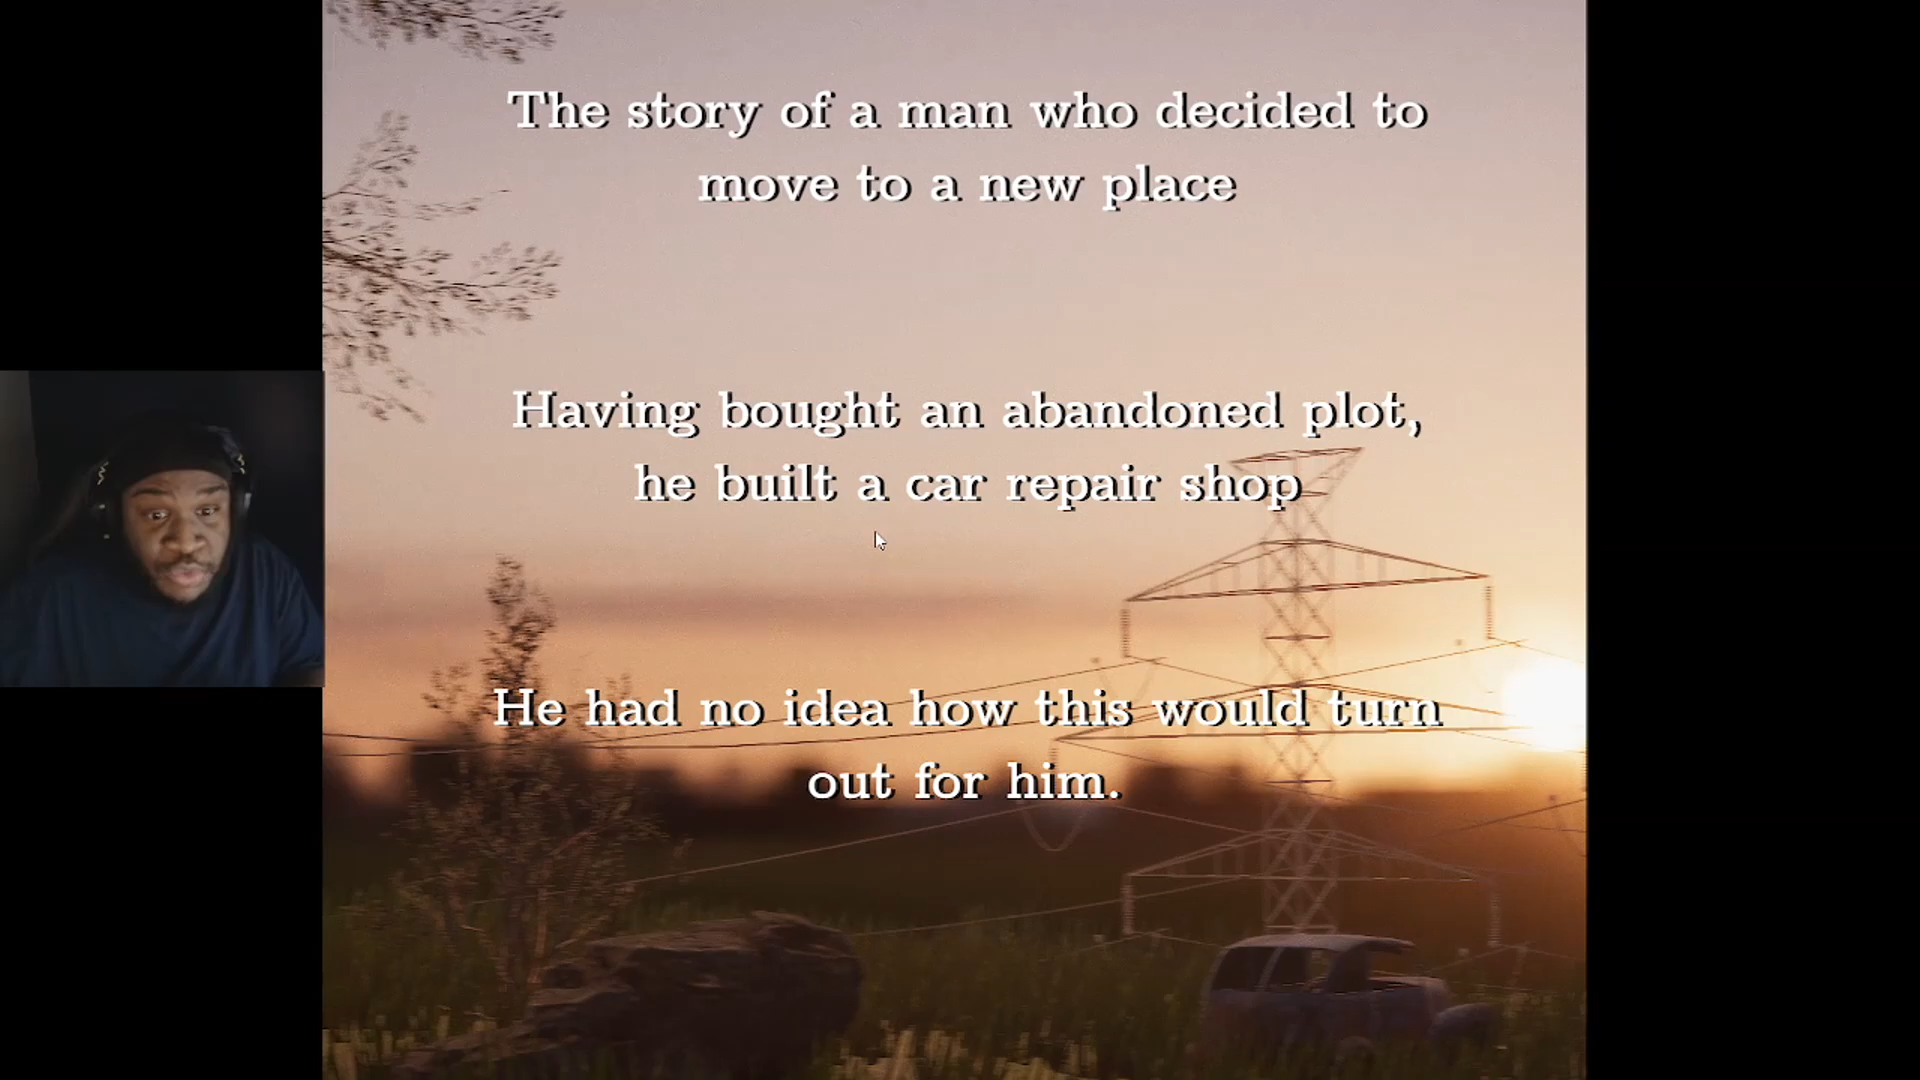 The story of a man who decided to
move to a new place
Having bought an abandoned plot,
he built a car repair shop
He had no idea how this would turn
out for him.